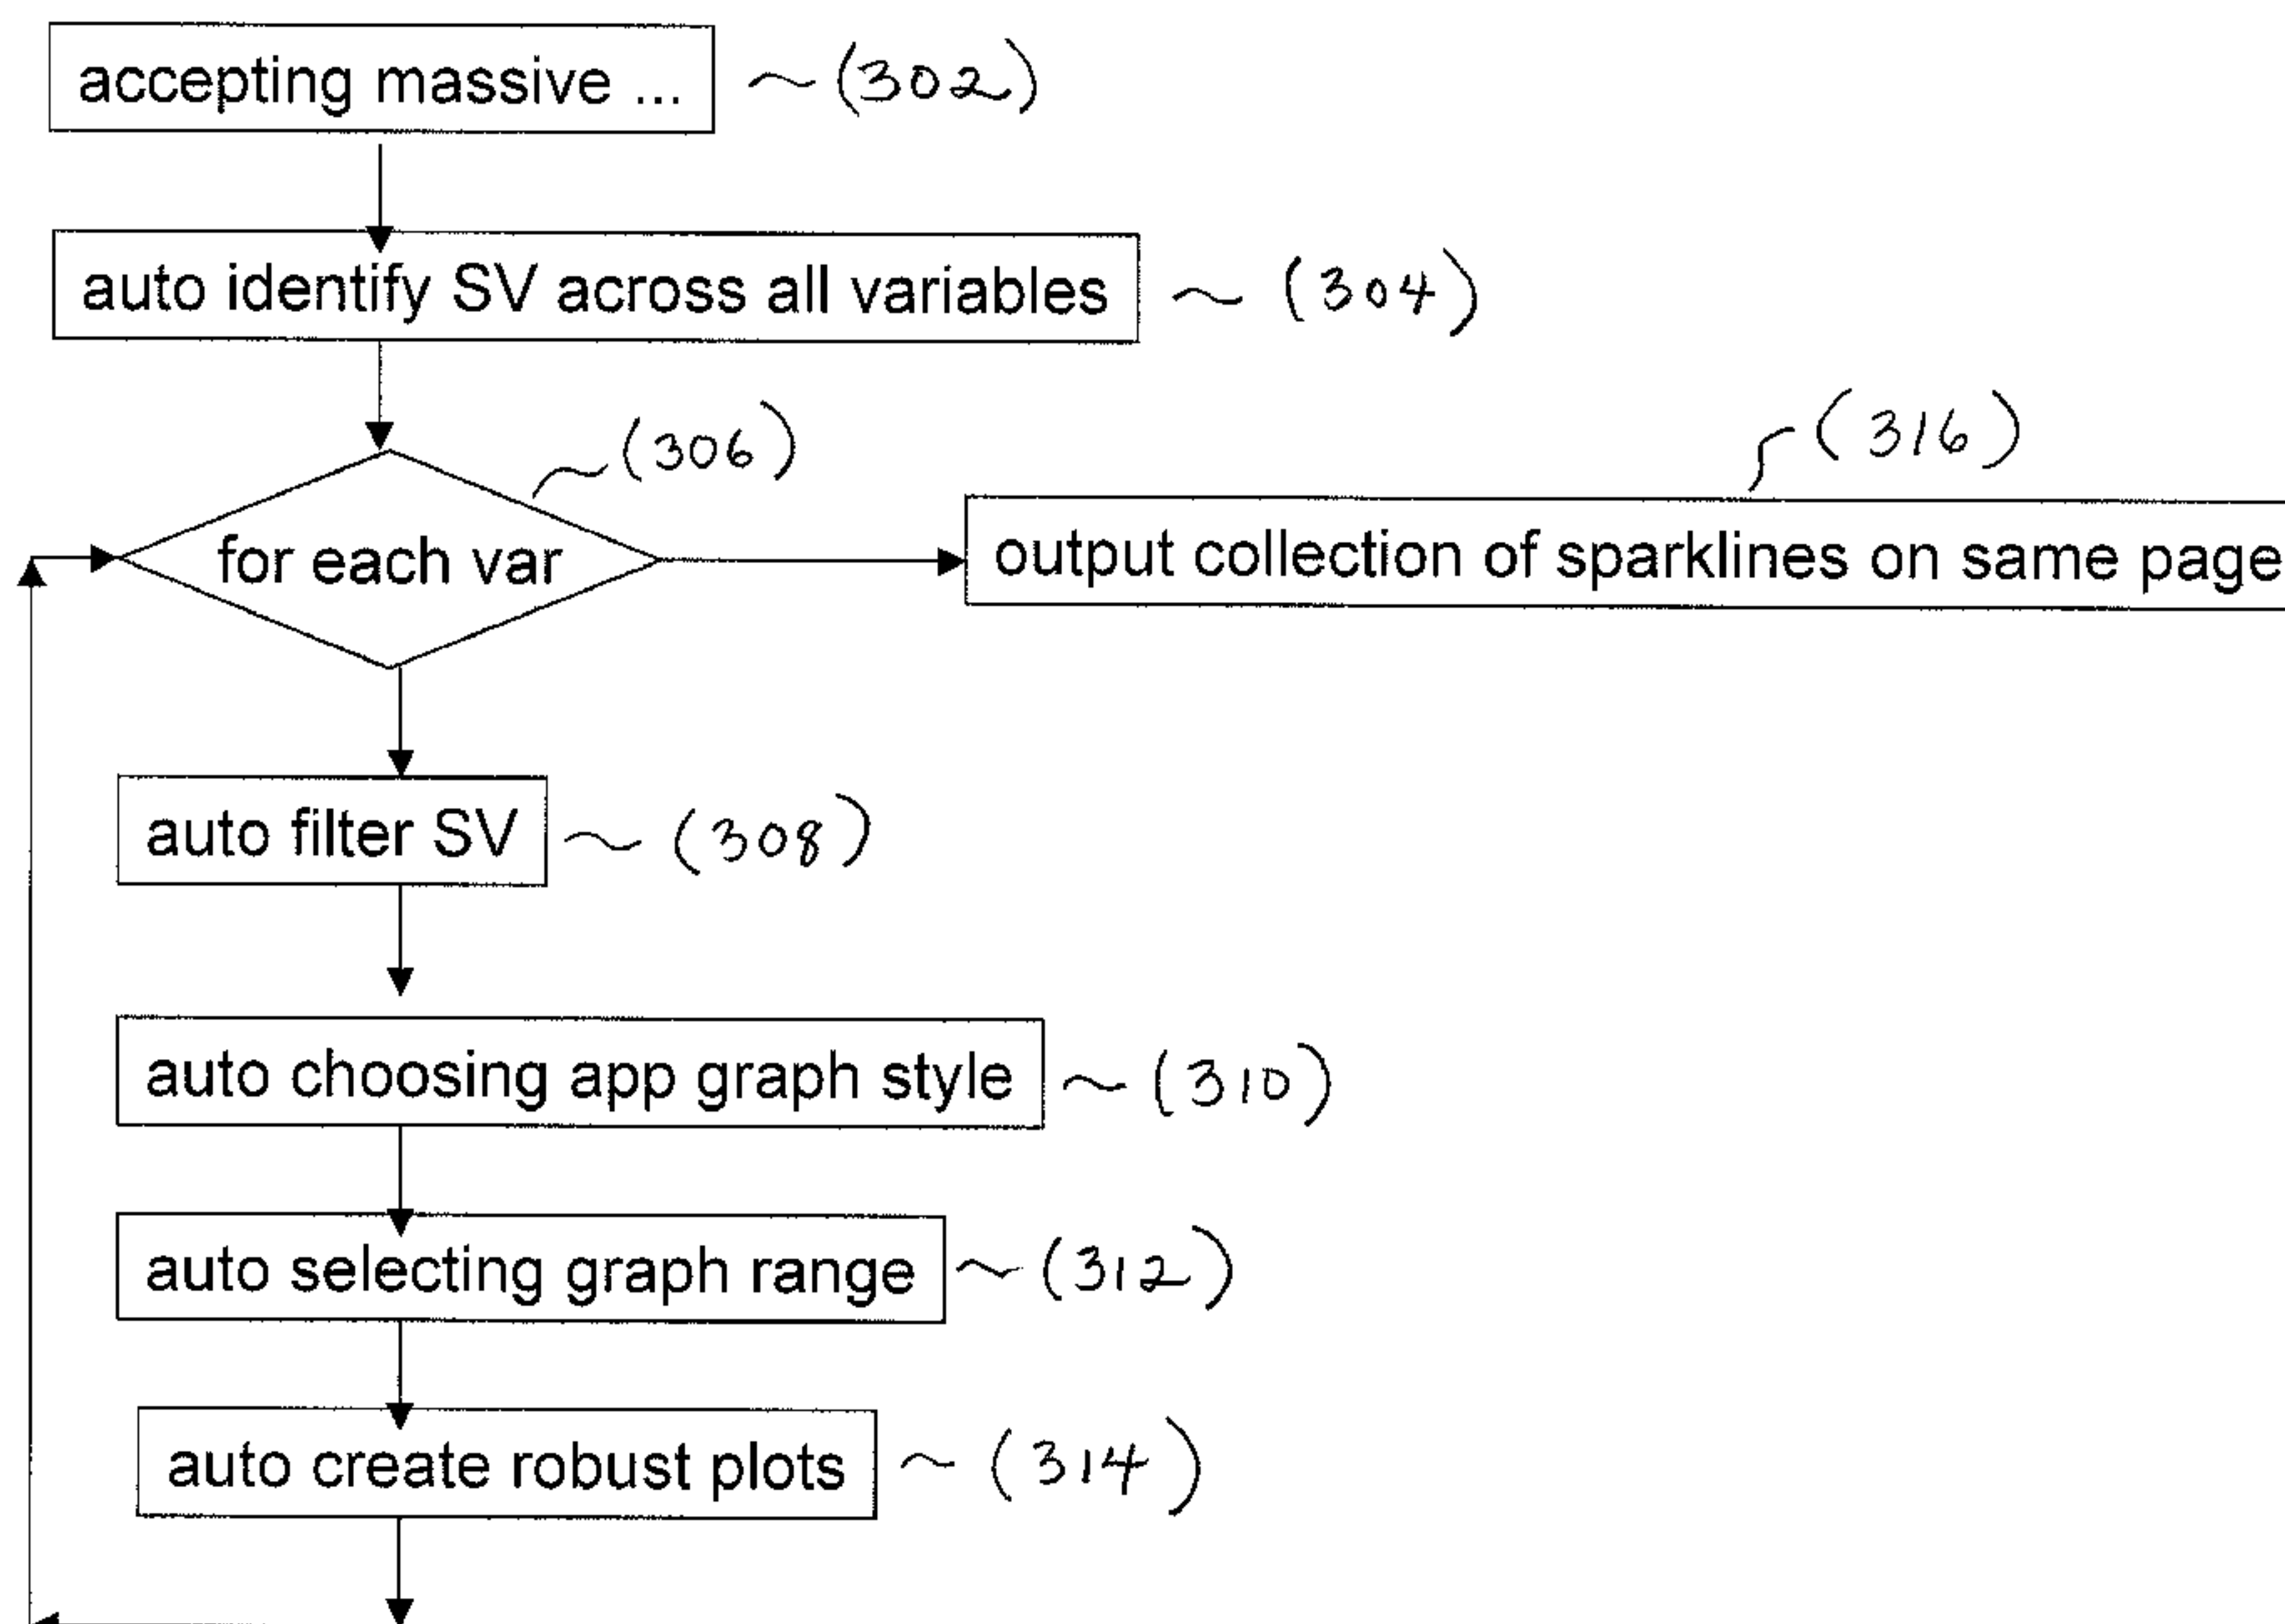 accepting massive ... ~(302)
auto identify SV across all variables ~ (304)
(306)
(316)
for each var
output collection of sparklines on same page
auto filter SV ~ (308)
auto choosing app graph style ~ (310)
auto selecting graph range ~ (312)
auto create robust plots ~ (314)